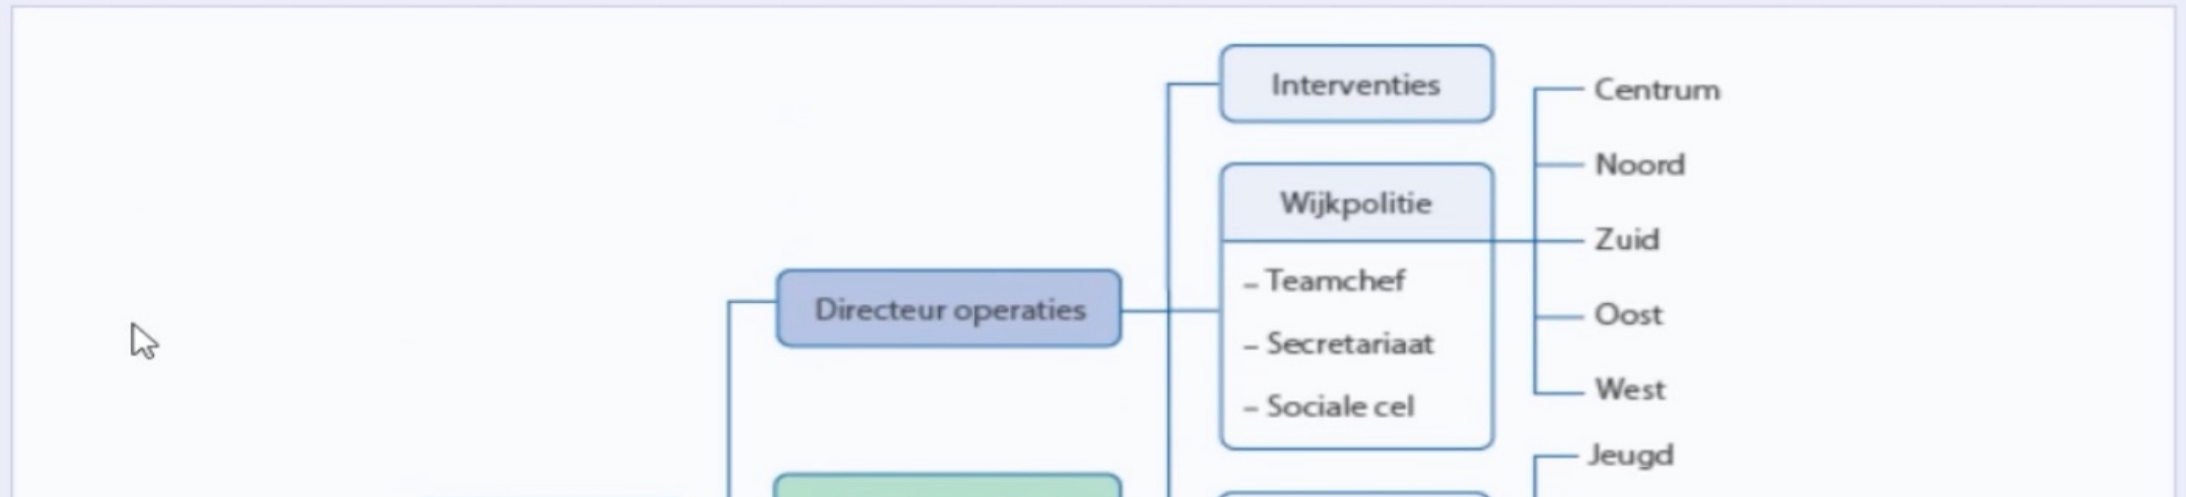 Interventies
Centrum
Noord
Wijkpolitie
Zuid
– Teamchef
Directeur operaties
Oost
– Secretariaat
West
– Sociale cel
Jeugd